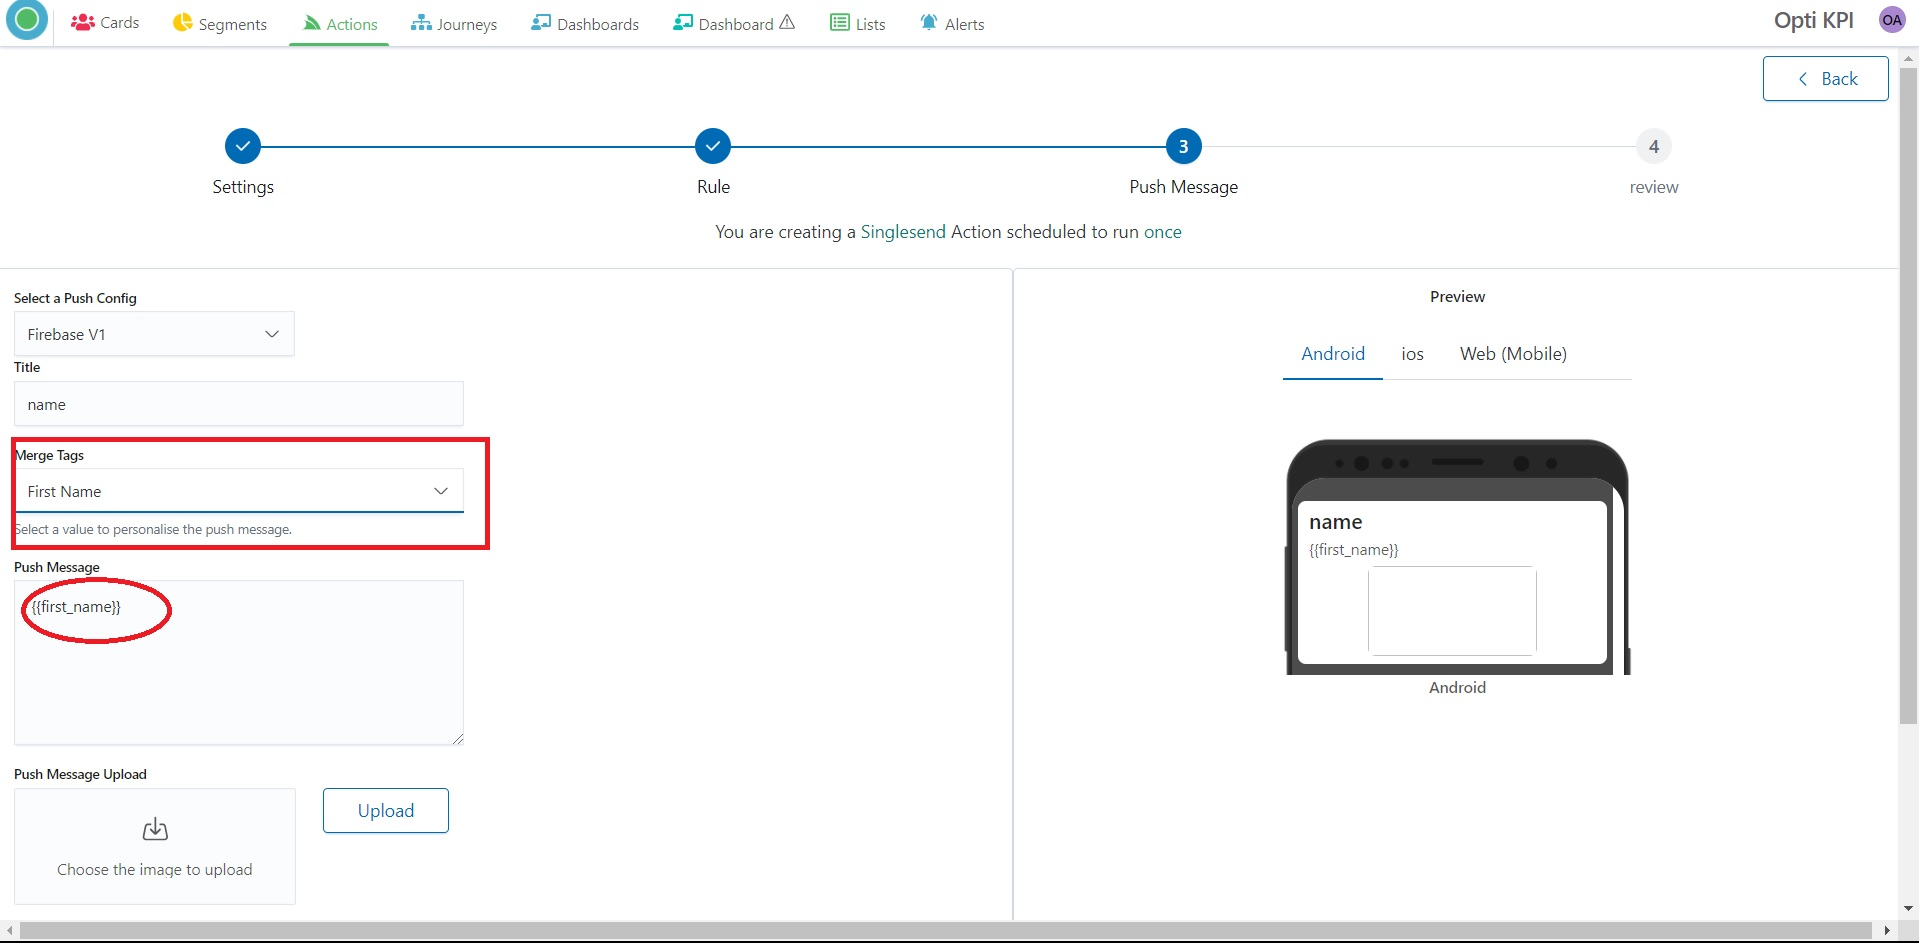 Cards Segments Actions Journeys Dashboards Dashboard Lists Alerts Opti KPI OA
Back
3 4
Settings Rule Push Message review
You are creating a Singlesend Action scheduled to run once
Select a Push Config
Firebase V1
Title
name
Merge Tags
First Name
Select a value to personalise the push message.
Push Message
{{first_name}}
Push Message Upload
Choose the image to upload
Upload
Preview
Android ios Web (Mobile)
name
{{first_name}}
Android